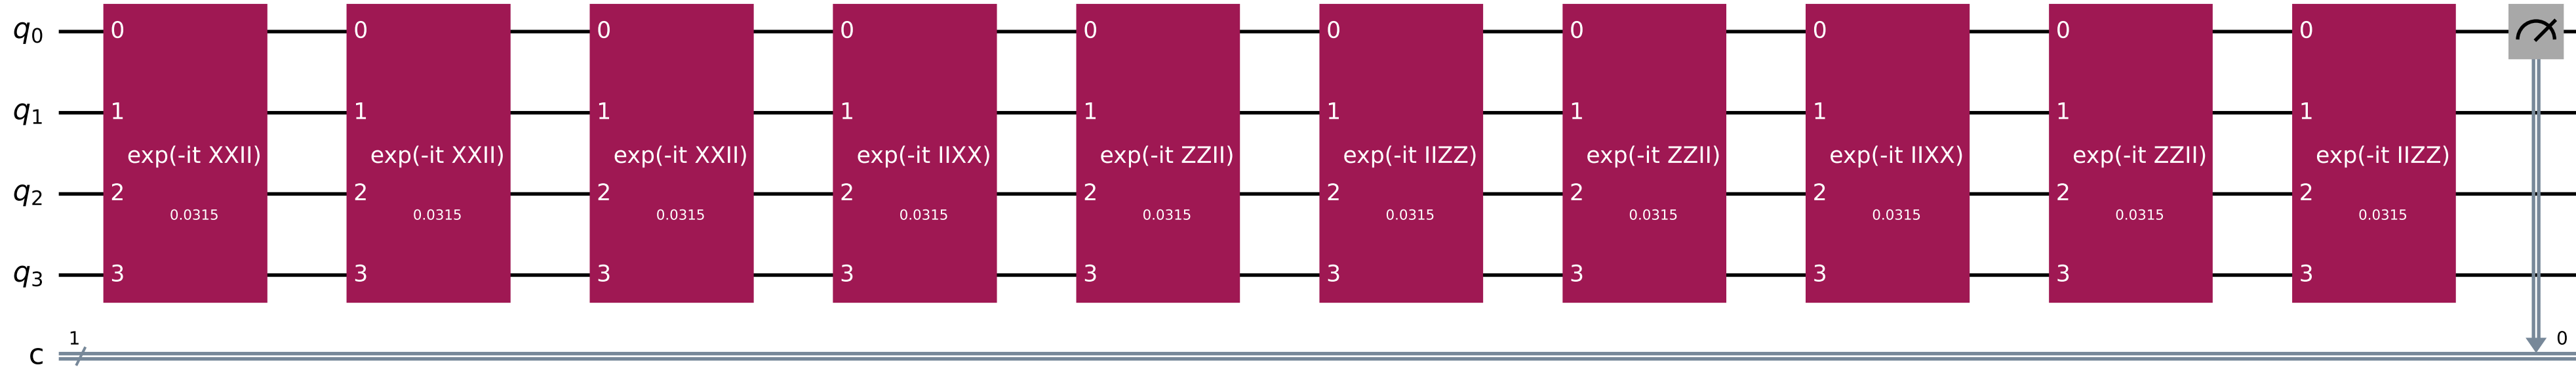 q0 0 0 0 0 0 0 0 0 0 0
q1 1 1 1 1 1 1 1 1 1 1
exp(-it XXII) exp(-it XXII) exp(-it XXII) exp(-it IIXX) exp(-it ZZII) exp(-it IIZZ) exp(-it ZZII) exp(-it IIXX) exp(-it ZZII) exp(-it IIZZ)
q2 2 2 2 2 2 2 2 2 2 2
0.0315 0.0315 0.0315 0.0315 0.0315 0.0315 0.0315 0.0315 0.0315 0.0315
q3 3 3 3 3 3 3 3 3 3 3
1 0
c